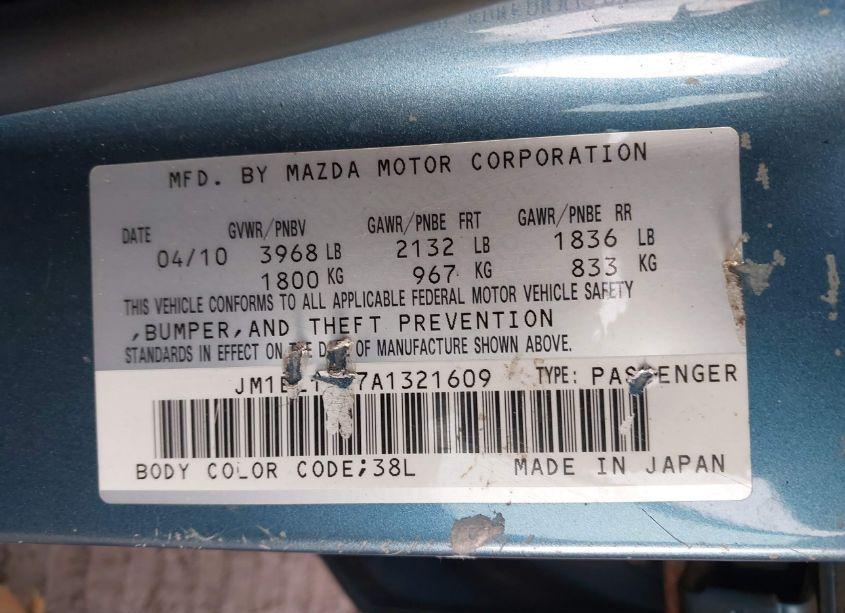 MFD. BY MAZDA MOTOR CORPORATION
DATE GVWR/PNBV GAWR/PNBE FRT GAWR/PNBE RR
04/10 3968 LB 2132 LB 1836 LB
1800 KG 967 KG 833 KG
THIS VEHICLE CONFORMS TO ALL APPLICABLE FEDERAL MOTOR VEHICLE SAFETY
,BUMPER,AND THEFT PREVENTION
STANDARDS IN EFFECT ON THE DATE OF MANUFACTURE SHOWN ABOVE.
7A1321609 TYPE: PASSENGER
BODY COLOR CODE;38L MADE IN JAPAN